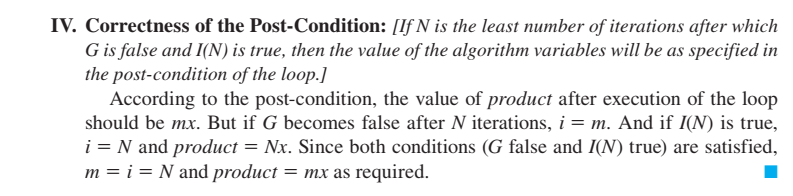 IV. Correctness of the Post-Condition: [If N is the least number of iterations after which
G is false and I(N) is true, then the value of the algorithm variables will be as specified in
the post-condition of the loop.]
According to the post-condition, the value of product after execution of the loop
should be mx. But if G becomes false after N iterations, i = m. And if I(N) is true,
i = N and product = Nx. Since both conditions (G false and I(N) true) are satisfied,
m = i = N and product = mx as required.